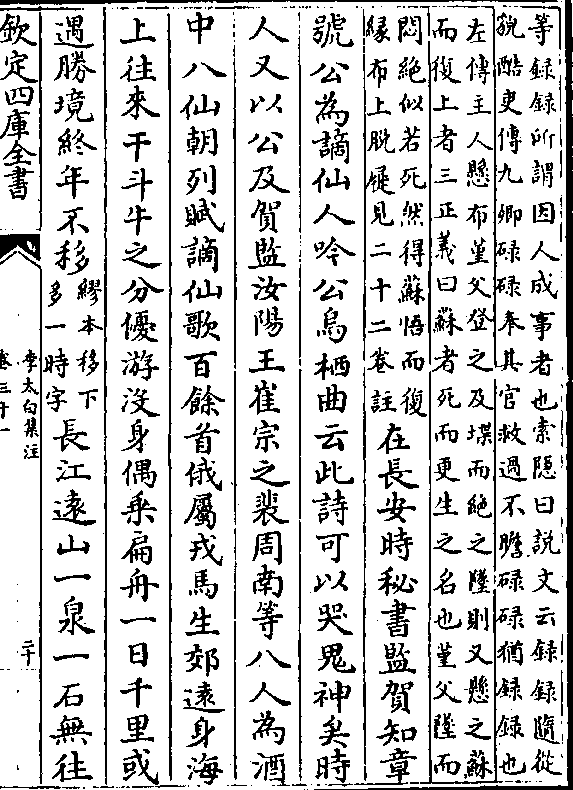 等録録所謂因人成事者也索隠曰説文云録録隨從
貌酷吏傳九卿碌碌奉其官救過不贍碌碌猶録録也
左傳主人懸布堇父登之及堞而絶之隊則又懸之蘇
而復上者三正義曰蘇者死而更生之名也堇父隊而
悶絶似若死然得蘇悟而復
縁布上脱屣見二十二卷註
在長安時秘書監賀知章
號公為謫仙人吟公烏栖曲云此詩可以哭鬼神矣時
人又以公及賀監汝陽王崔宗之裴周南等八人為酒
中八仙朝列賦謫仙歌百餘首俄屬戎馬生郊逺身海
上往來于斗牛之分優游没身偶乘扁舟一日千里或
遇勝境終年不移
繆本移下
多一時字
長江逺山一泉一石無往
欽定四庫全書
李太白集注
卷三十一
二十